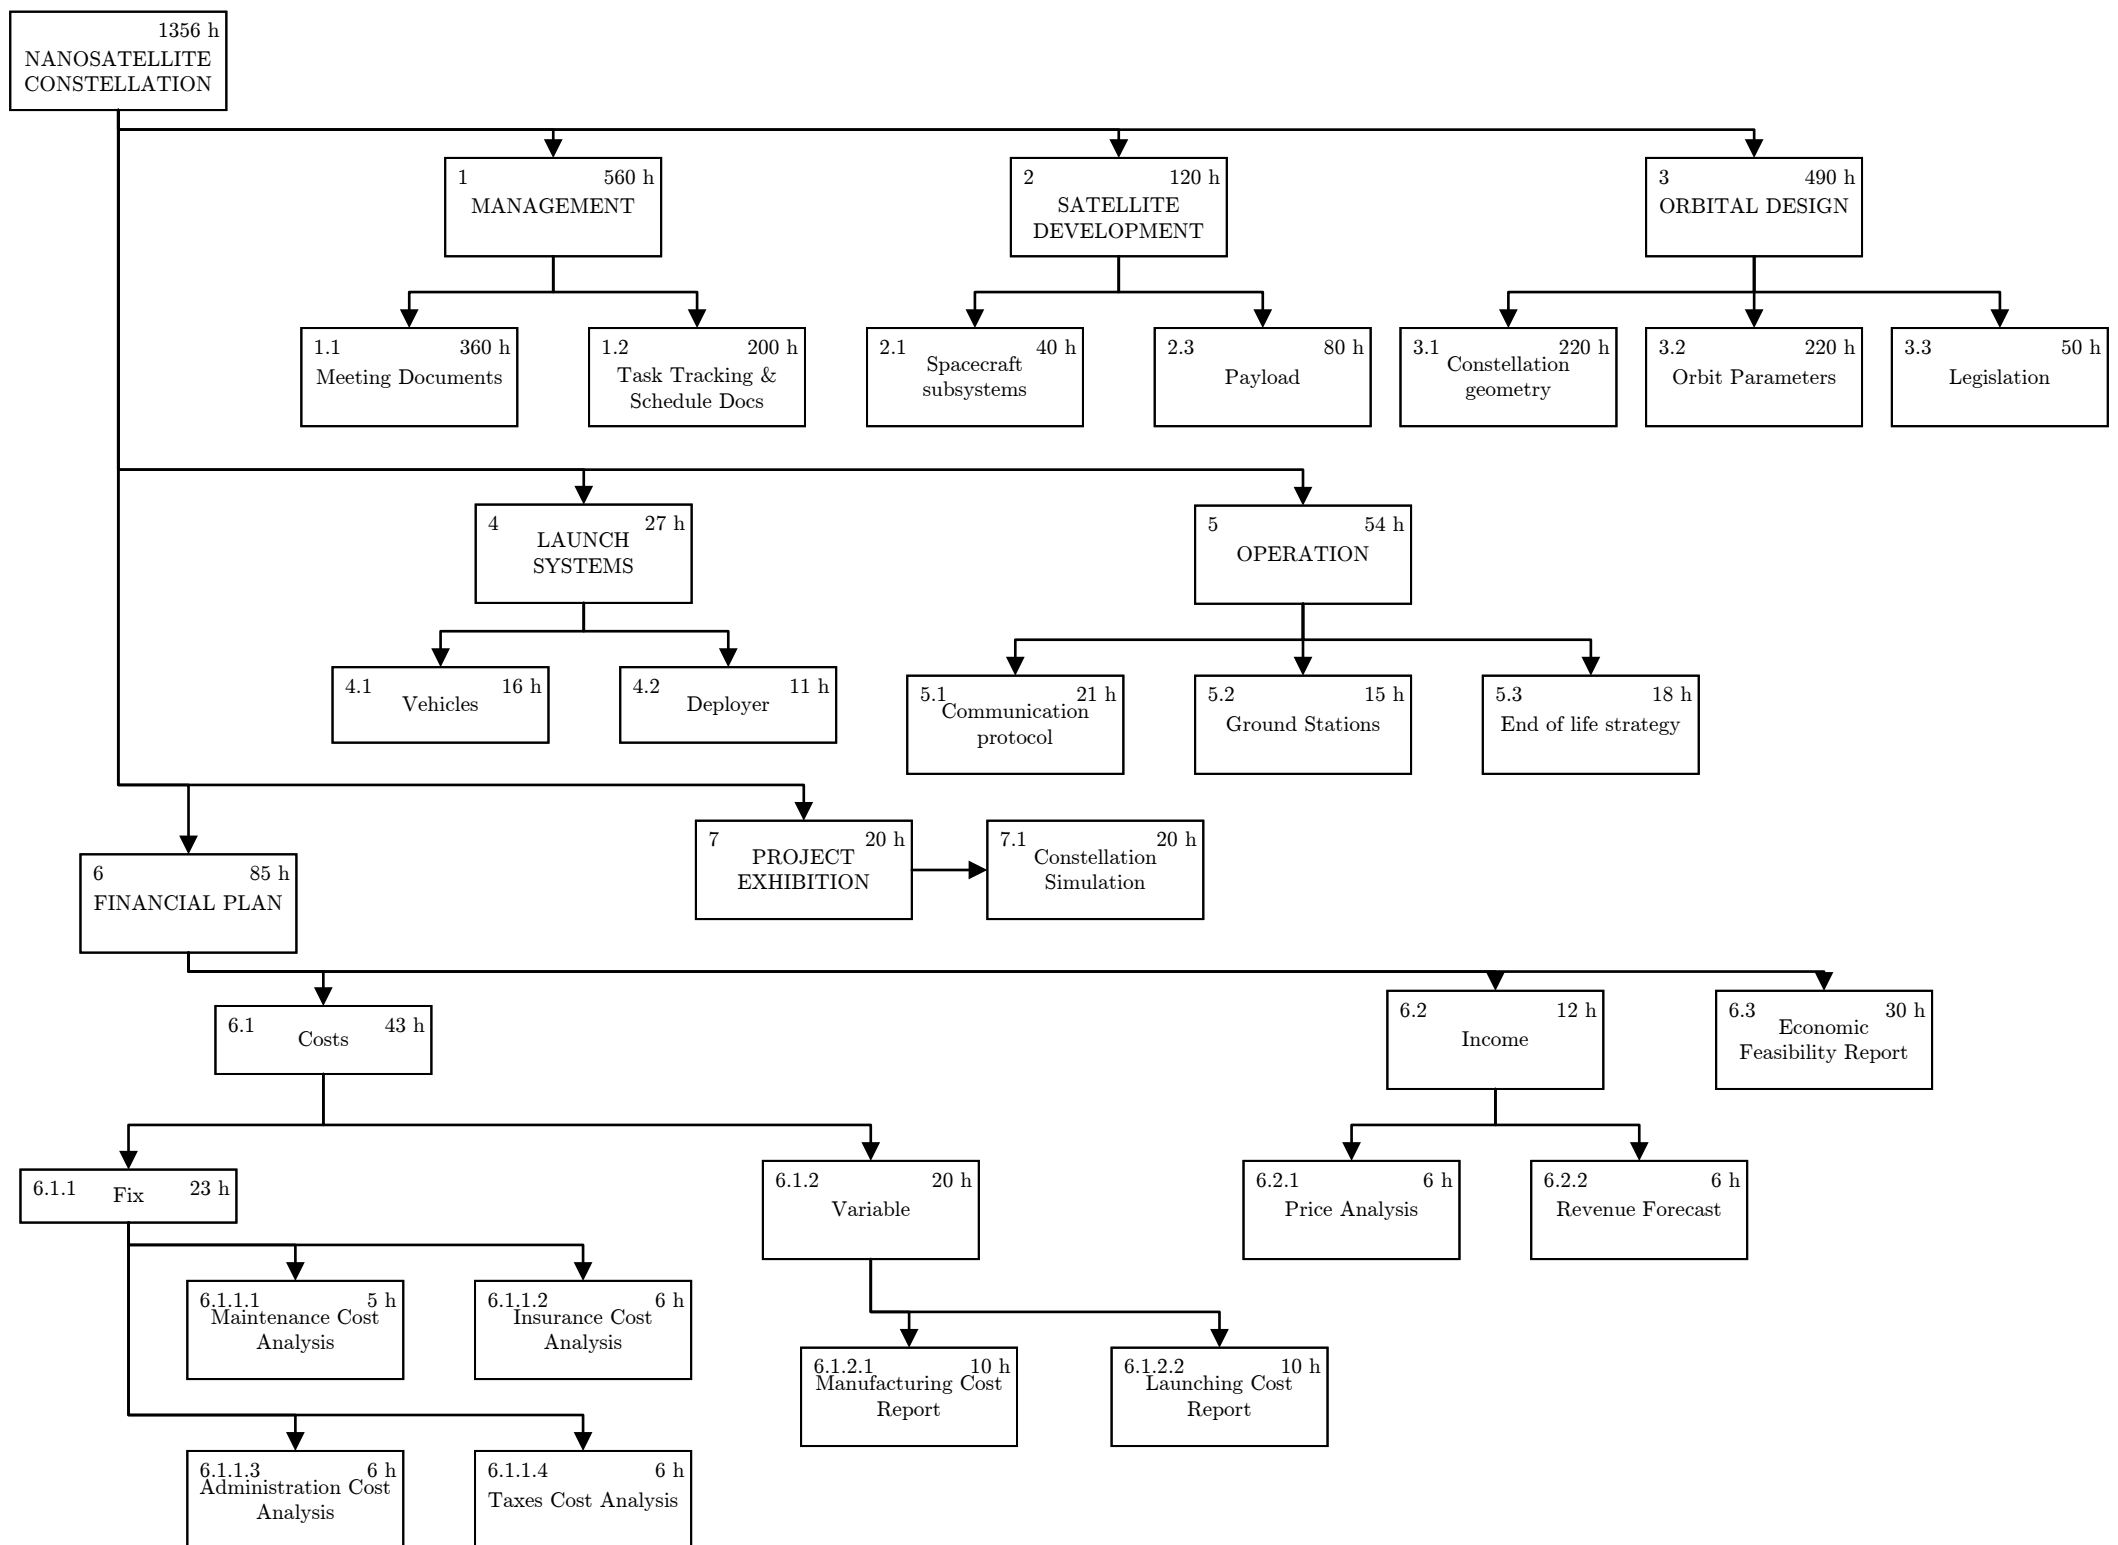 1356 h
NANOSATELLITE
CONSTELLATION
1 560 h
MANAGEMENT
2 120 h
SATELLITE
DEVELOPMENT
3 490 h
ORBITAL DESIGN
1.1 360 h
Meeting Documents
1.2 200 h
Task Tracking &
Schedule Docs
2.1 40 h
Spacecraft
subsystems
2.3 80 h
Payload
3.1 220 h
Constellation
geometry
3.2 220 h
Orbit Parameters
3.3 50 h
Legislation
4 27 h
LAUNCH
SYSTEMS
5 54 h
OPERATION
4.1 16 h
Vehicles
4.2 11 h
Deployer
5.1 21 h
Communication
protocol
5.2 15 h
Ground Stations
5.3 18 h
End of life strategy
6 85 h
FINANCIAL PLAN
7 20 h
PROJECT
EXHIBITION
7.1 20 h
Constellation
Simulation
6.1 43 h
Costs
6.2 12 h
Income
6.3 30 h
Economic
Feasibility Report
6.1.1 23 h
Fix
6.1.2 20 h
Variable
6.2.1 6 h
Price Analysis
6.2.2 6 h
Revenue Forecast
6.1.1.1 5 h
Maintenance Cost
Analysis
6.1.1.2 6 h
Insurance Cost
Analysis
6.1.2.1 10 h
Manufacturing Cost
Report
6.1.2.2 10 h
Launching Cost
Report
6.1.1.3 6 h
Administration Cost
Analysis
6.1.1.4 6 h
Taxes Cost Analysis